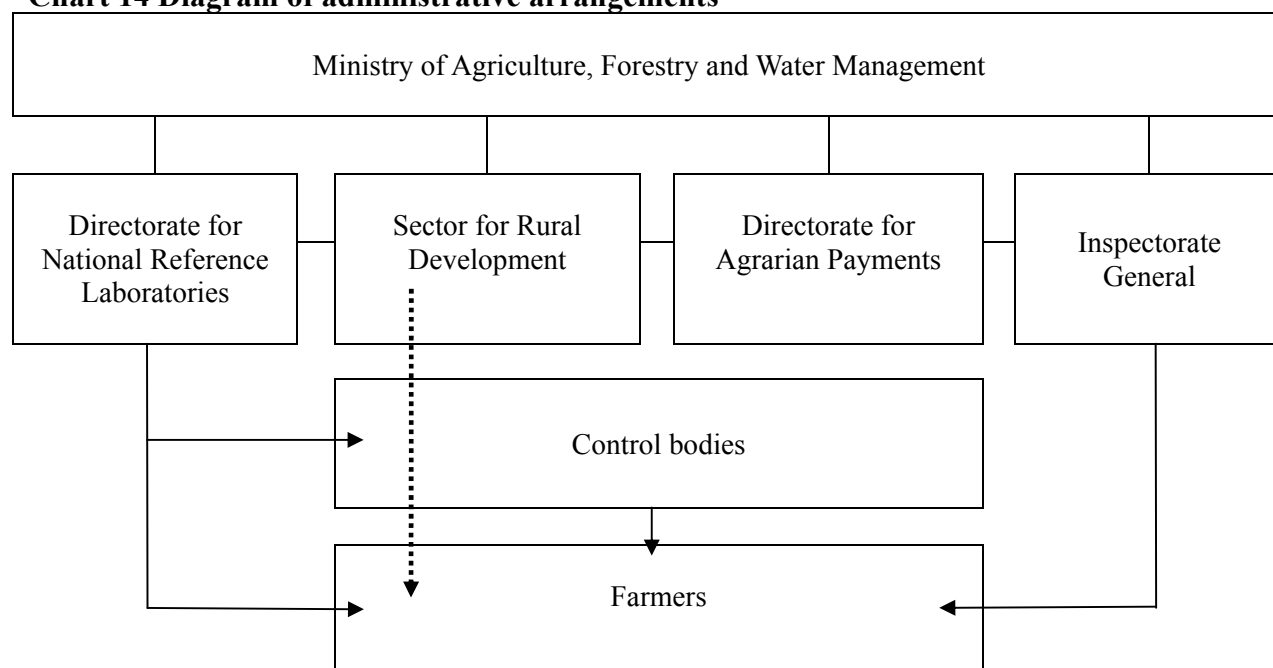 Chart 14 Diagram of administrative arrangements
Ministry of Agriculture, Forestry and Water Management
Directorate for
National Reference
Laboratories
Sector for Rural
Development
Directorate for
Agrarian Payments
Inspectorate
General
Control bodies
Farmers